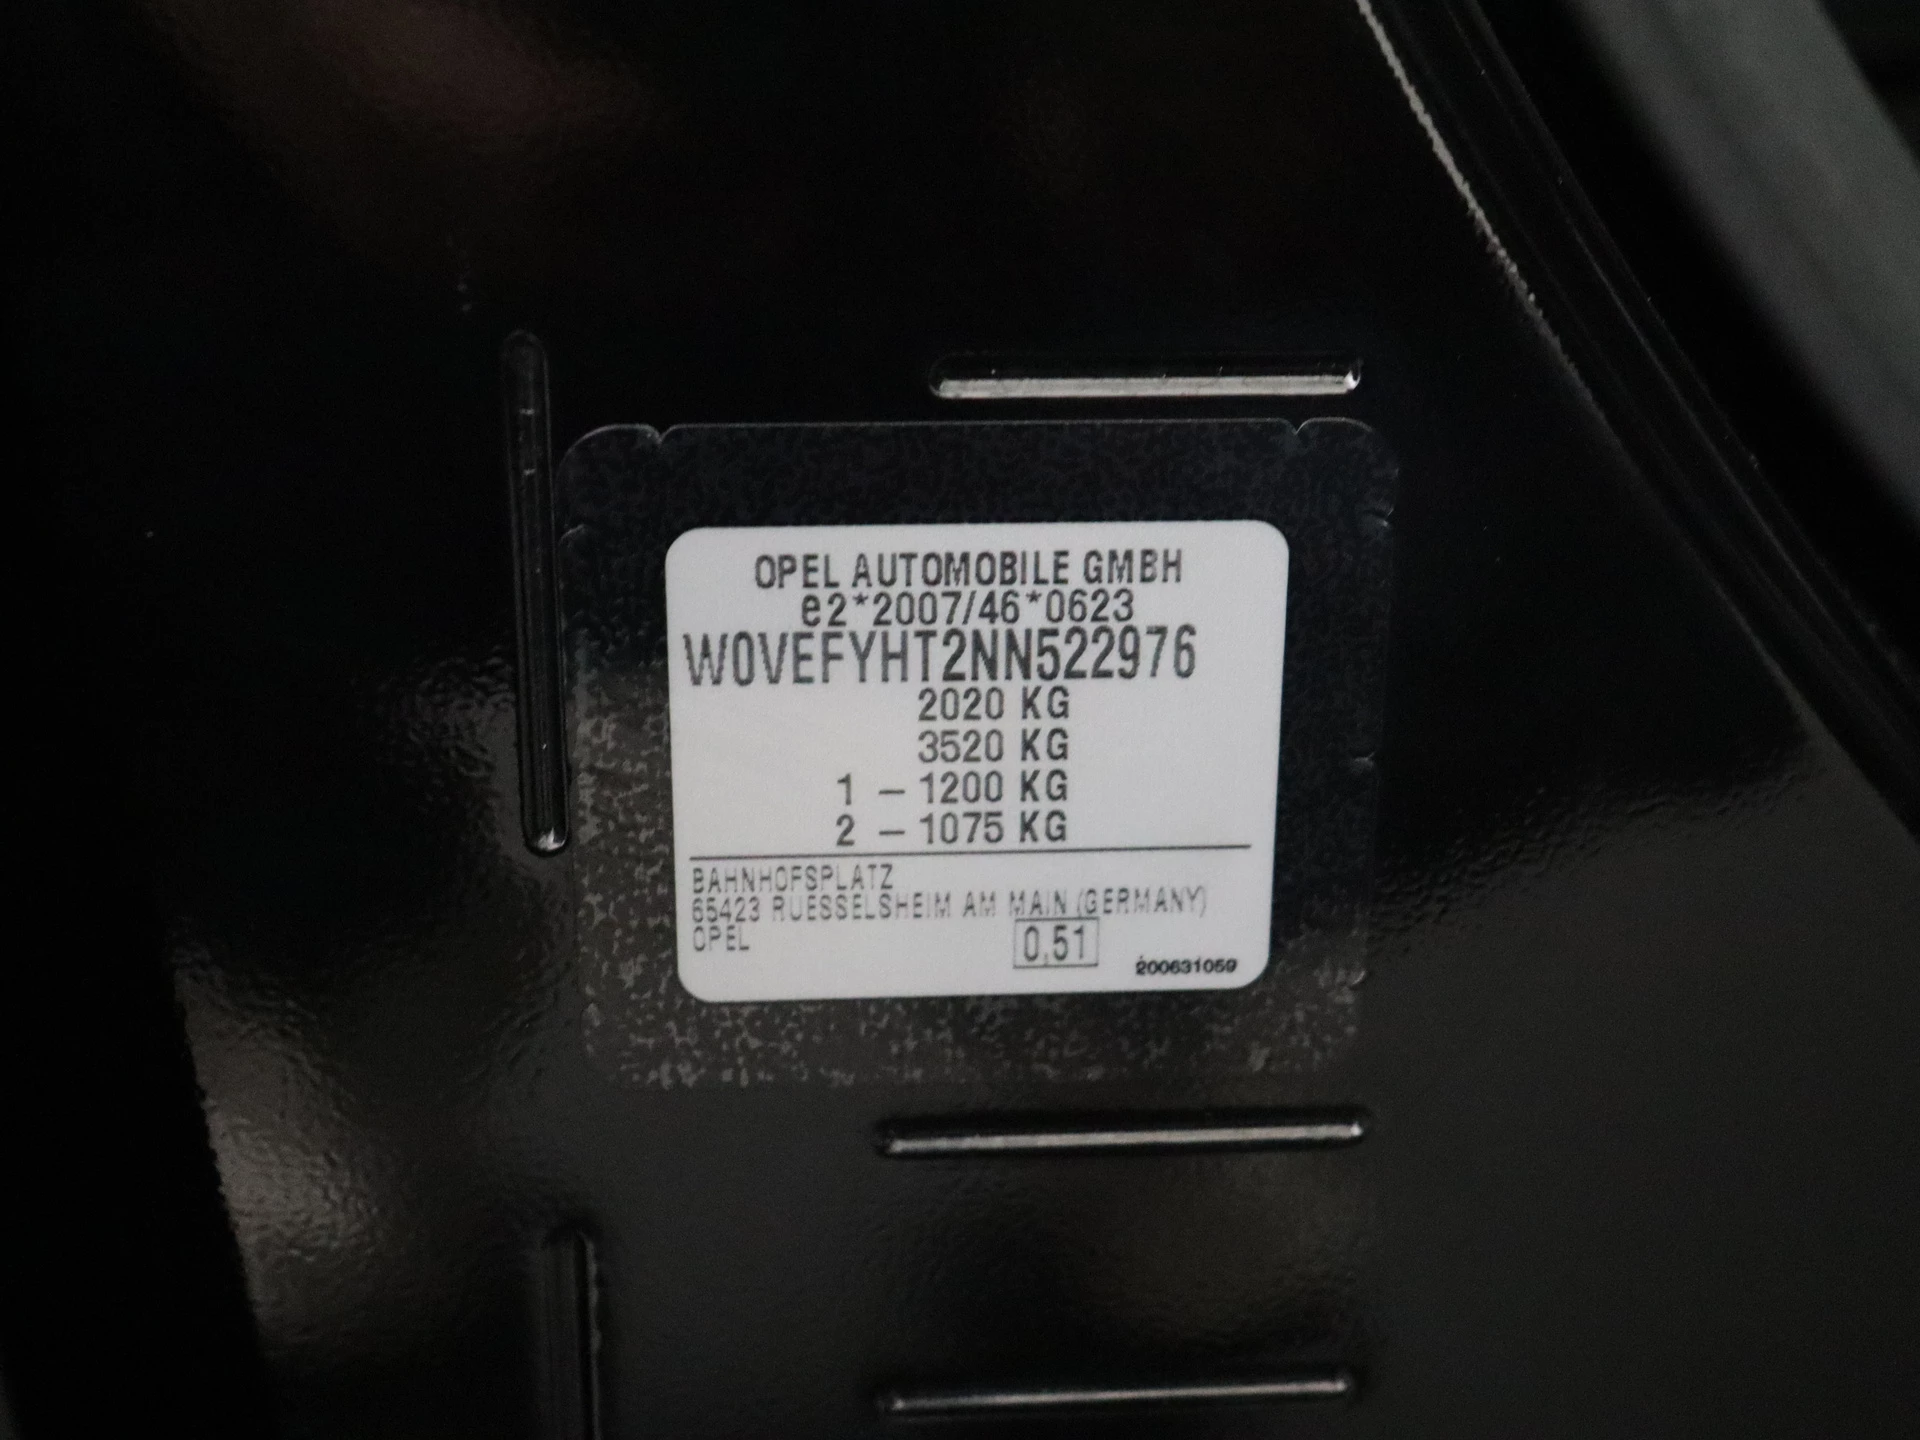 OPEL AUTOMOBILE GMBH
e2*2007/46*0623
W0VEFYHT2NN522976
2020 KG
3520 KG
1 – 1200 KG
2 – 1075 KG
BAHNHOFSPLATZ
65423 RUESSELSHEIM AM MAIN (GERMANY)
OPEL
0,51
200631059